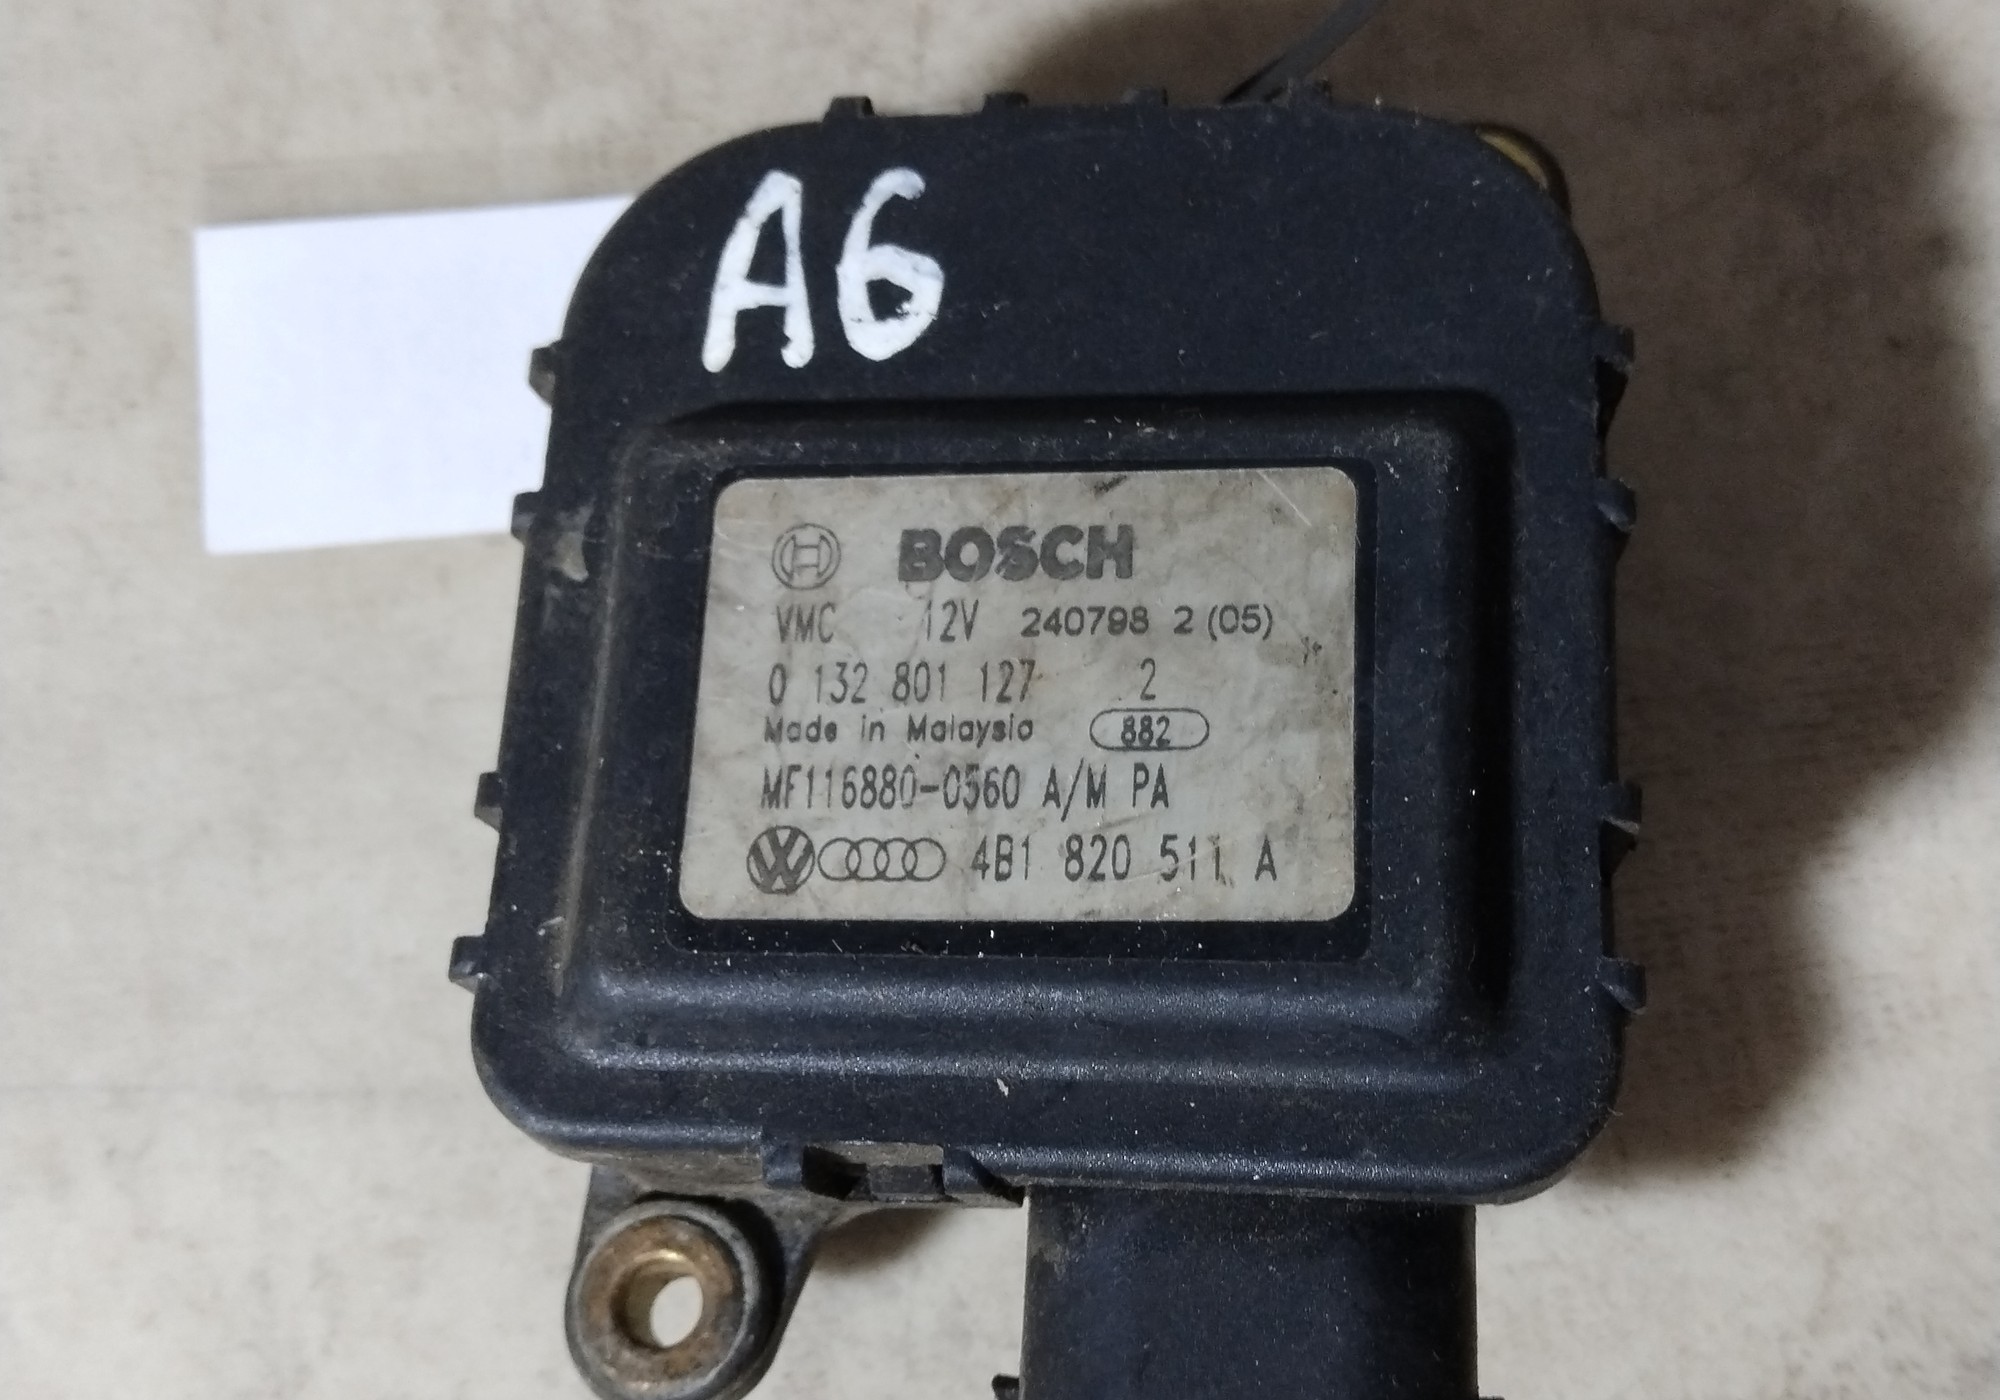 A6
BOSCH
VMC 12V 240798 2 (05)
0 132 801 127 2
Made in Malaysia 882
MF116880-0560 A/M PA
VW 4B1 820 511 A